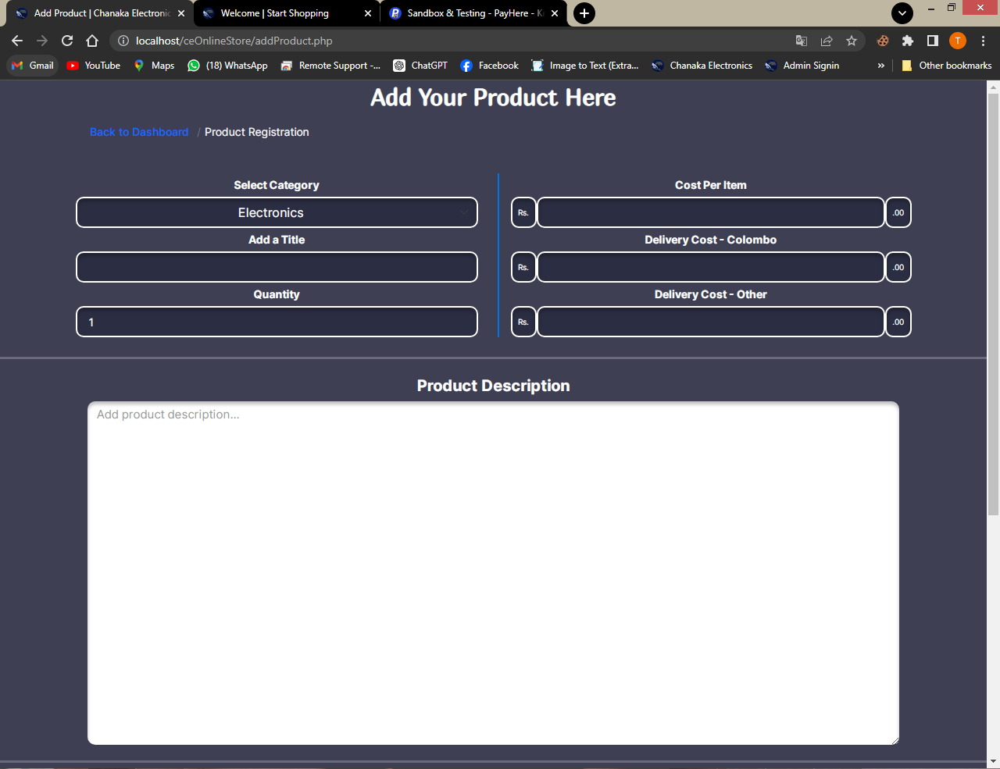 Add Product | Chanaka Electronic
Welcome | Start Shopping
Sandbox & Testing - PayHere - K
localhost/ceOnlineStore/addProduct.php
T
Gmail
YouTube
Maps
(18) WhatsApp
Remote Support -...
ChatGPT
Facebook
Image to Text (Extra...
Chanaka Electronics
Admin Signin
»
Other bookmarks
Add Your Product Here
Back to Dashboard / Product Registration
Select Category
Electronics
Add a Title
Quantity
1
Cost Per Item
Rs.
.00
Delivery Cost - Colombo
Rs.
.00
Delivery Cost - Other
Rs.
.00
Product Description
Add product description...